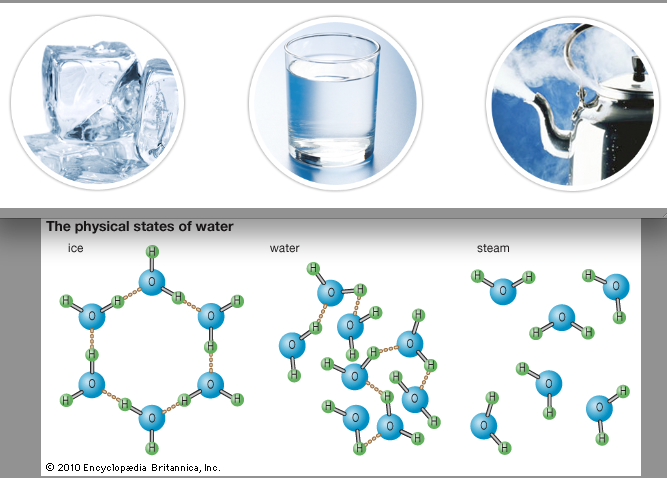 The physical states of water
ice water steam
H
H H H H H
O O
H H O H H H H O
O O H O H
H O H O H
H O H H H
H H O H H
O O H O H
H H H H H O
O H O H O
H O H H
H H H
© 2010 Encyclopædia Britannica, Inc.